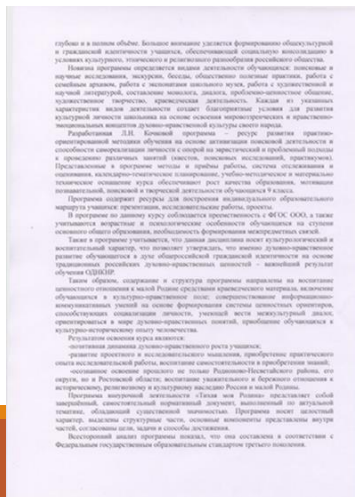 глубоко и в полном объёме. Большое внимание уделяется формированию общекультурной
и гражданской идентичности учащихся, обеспечивающей социальную консолидацию в
условиях культурного, этнического и религиозного разнообразия российского общества.
Новизна программы определяется видами деятельности обучающихся: поисковые и
научные исследования, экскурсии, беседы, общественно полезные практики, работа с
семейным архивом, работа с экспонатами школьного музея, работа с художественной и
научной литературой, составление монолога, диалога, проблемно-ценностное общение,
художественное творчество, краеведческая деятельность. Каждая из указанных
характеристик видов деятельности создает благоприятные условия для развития
культурной личности школьника на основе освоения мировоззренческих и нравственно-
эмоциональных концептов духовно-нравственной культуры своего народа.
Разработанная Л.Н. программа – ресурс развития практико-
ориентированной методики обучения на основе активизации поисковой деятельности и
способности самореализации личности с опорой на эвристический и проблемный подходы
к проведению различных занятий (квестов, поисковых исследований, практикумов).
Представленные в программе методы и приёмы работы, система отслеживания и
оценивания, календарно-тематическое планирование, учебно-методическое и материально
техническое оснащение курса обеспечивают рост качества образования, мотивации
познавательной, поисковой и творческой деятельности обучающихся класса.
Программа содержит ресурсы для построения индивидуального образовательного
маршрута учащихся: презентации, исследовательские работы, проекты.
В программе по данному курсу соблюдается преемственность с ФГОС ООО, а также
учитываются возрастные и психологические особенности обучающихся на ступени
основного общего образования, необходимость формирования межпредметных связей.
Также в программе учитывается, что данная дисциплина носит культурологический и
воспитательный характер, что позволяет утверждать, что именно духовно-нравственное
развитие обучающегося в духе общероссийской гражданской идентичности на основе
традиционных российских духовно-нравственных ценностей – важнейший результат
обучения ОДНКНР.
Таким образом, содержание и структура программы направлены на воспитание
ценностного отношения к малой Родине средствами краеведческого материала, включению
обучающихся в культурно-нравственное поле; совершенствование информационно-
коммуникативных умений на основе формирования системы ценностных ориентиров,
способствующих социализации личности, умеющей вести межкультурный диалог,
ориентироваться в мире духовно-нравственных понятий, приобщение обучающихся к
культурно-историческому опыту человечества.
Результатом освоения курса являются:
-позитивная динамика духовно-нравственного роста учащихся;
-развитие проектного и исследовательского мышления, приобретение практического
опыта исследовательской работы, воспитание самостоятельности в приобретении знаний;
-осознанное освоение прошлого не только Родионово-Несветайского района, его
округи, но и Ростовской области; воспитание уважительного и бережного отношения к
историческому, религиозному и культурному наследию России и малой Родины.
Программа внеурочной деятельности «Тихая моя Родина» представляет собой
завершённый, самостоятельный нормативный документ, выполненный по актуальной
тематике, обладающий существенной значимостью. Программа носит целостный
характер, выделены структурные части, основные компоненты представлены внутри
частей, согласованы цели, задачи и способы достижения.
Всесторонний анализ программы показал, что она составлена в соответствии с
Федеральным государственным образовательным стандартом третьего поколения.